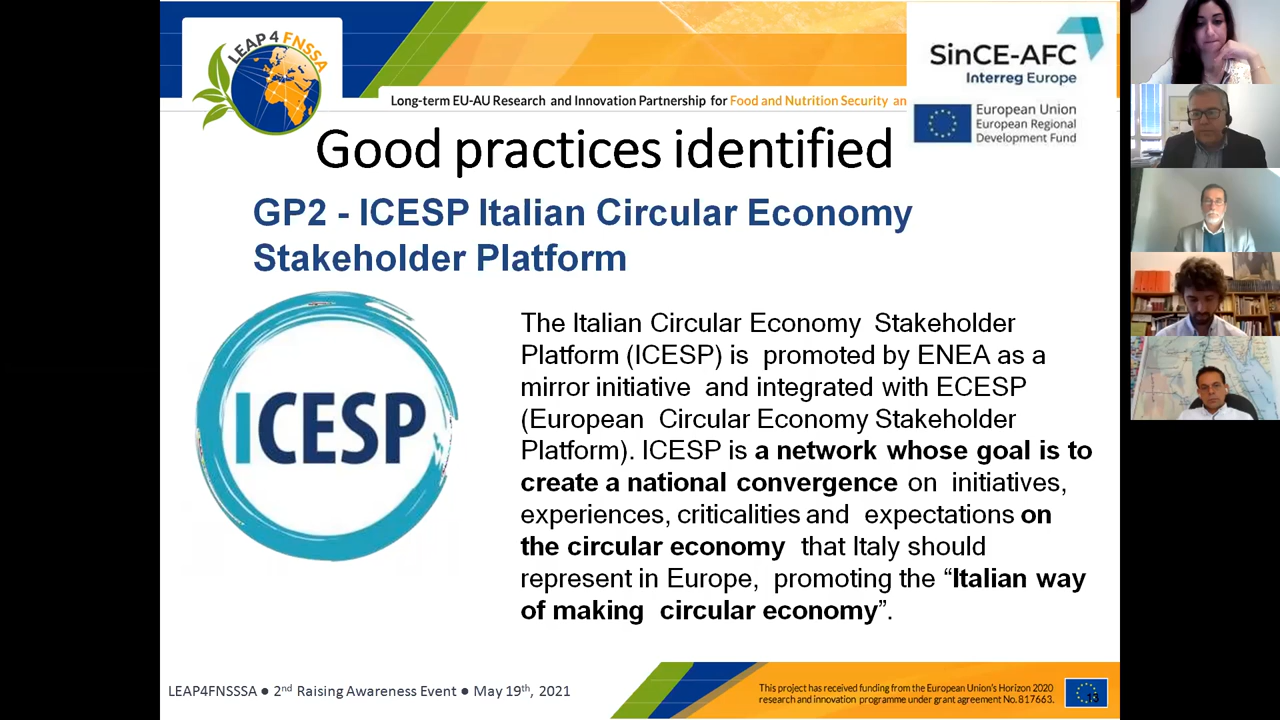 LEAP4FNSSA
SinCE-AFC
Interreg Europe
Long-term EU-AU Research and Innovation Partnership for Food and Nutrition Security an
European Union
European Regional
Development Fund
Good practices identified
GP2 - ICESP Italian Circular Economy
Stakeholder Platform
ICESP
The Italian Circular Economy Stakeholder
Platform (ICESP) is promoted by ENEA as a
mirror initiative and integrated with ECESP
(European Circular Economy Stakeholder
Platform). ICESP is a network whose goal is to
create a national convergence on initiatives,
experiences, criticalities and expectations on
the circular economy that Italy should
represent in Europe, promoting the “Italian way
of making circular economy”.
LEAP4FNSSSA ● 2nd Raising Awareness Event ● May 19th, 2021
This project has received funding from the European Union's Horizon 2020
research and innovation programme under grant agreement No.817663.
13